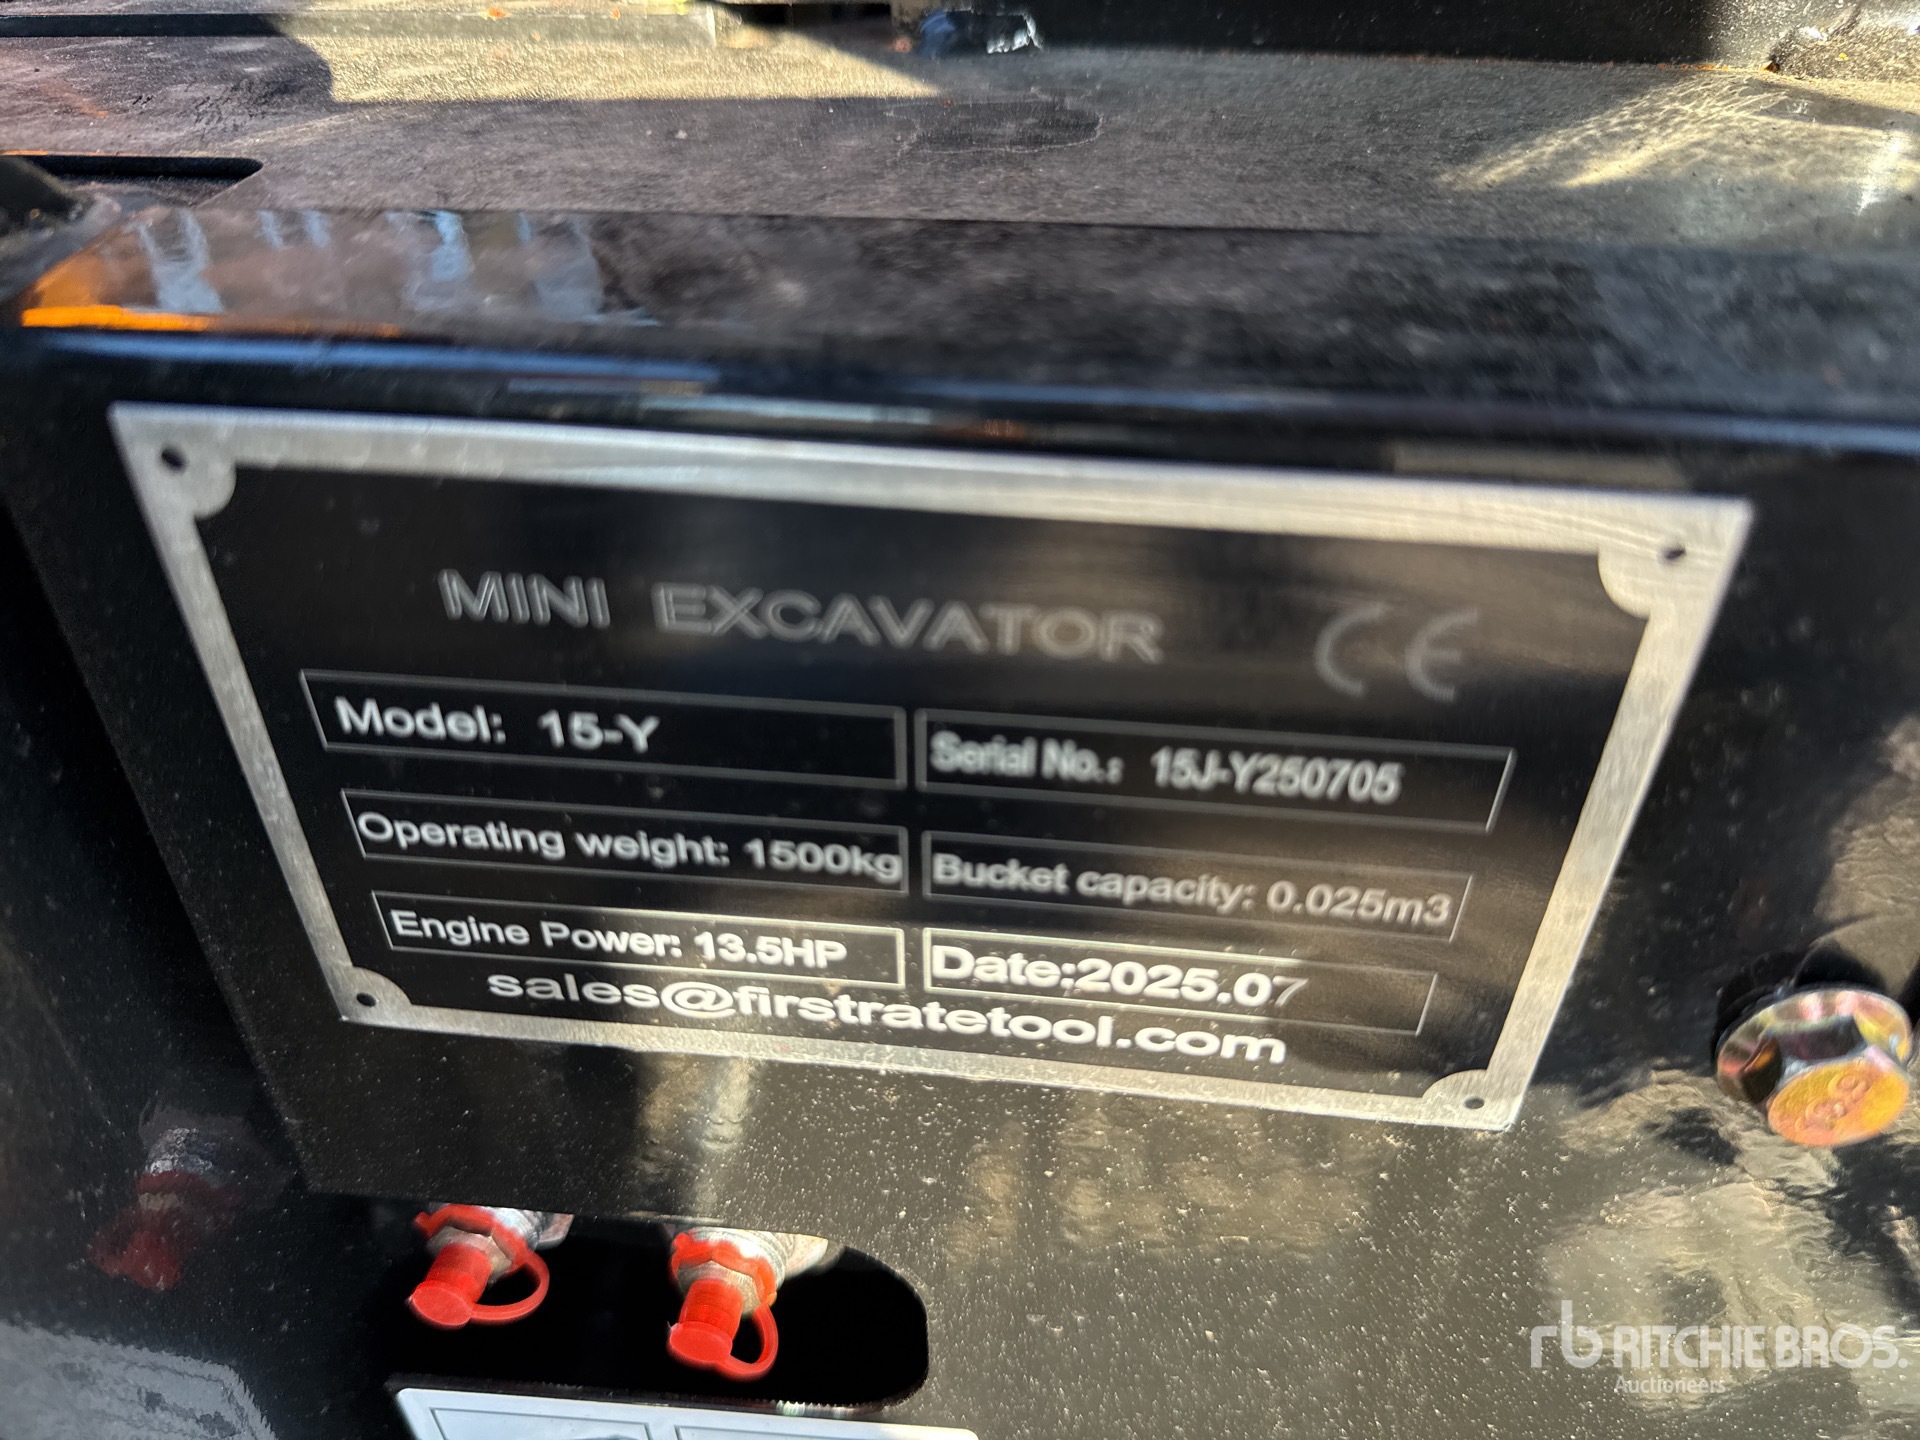 MINI EXCAVATOR CE
Model: 15-Y
Serial No.: 15J-Y250705
Operating weight: 1500kg
Bucket capacity: 0.025m3
Engine Power: 13.5HP
Date:2025.07
sales@firstratetool.com
rb RITCHIE BROS.
Auctioneers